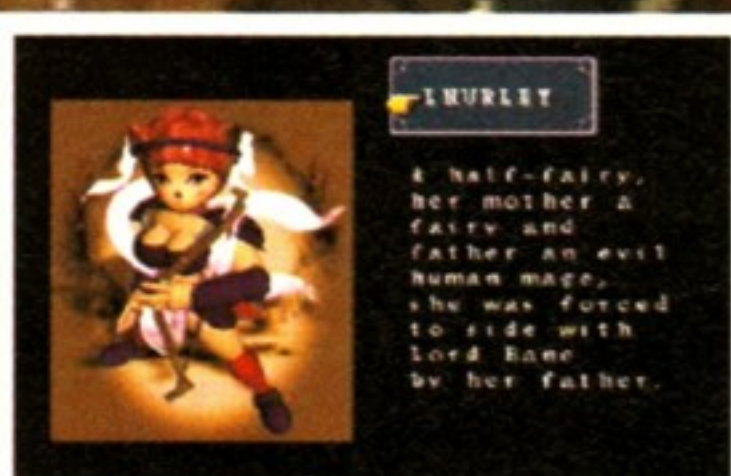 LNURLEY
A half-fairy,
her mother a
fairy and
father an evil
human mage,
she was forced
to side with
Lord Bane
by her father.